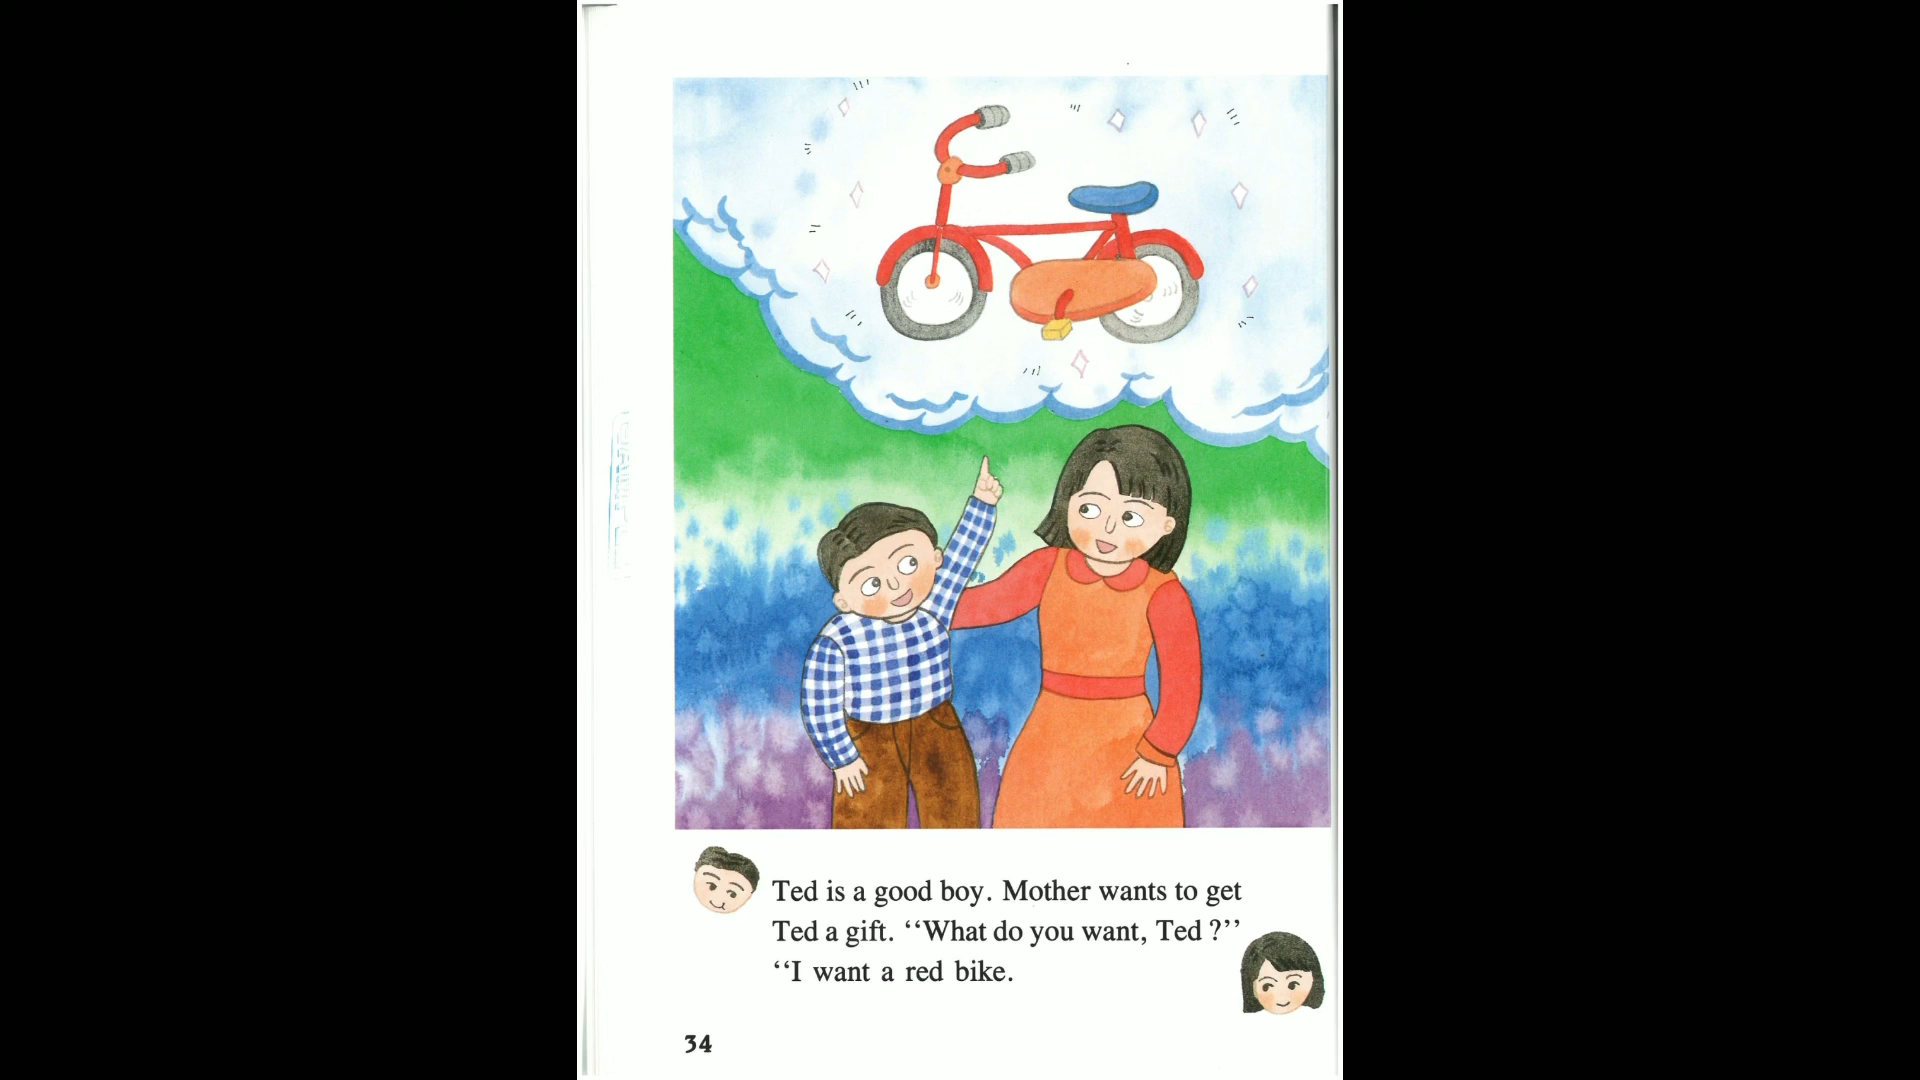 Ted is a good boy. Mother wants to get
Ted a gift. ‘‘What do you want, Ted ?’’
‘‘I want a red bike.
34